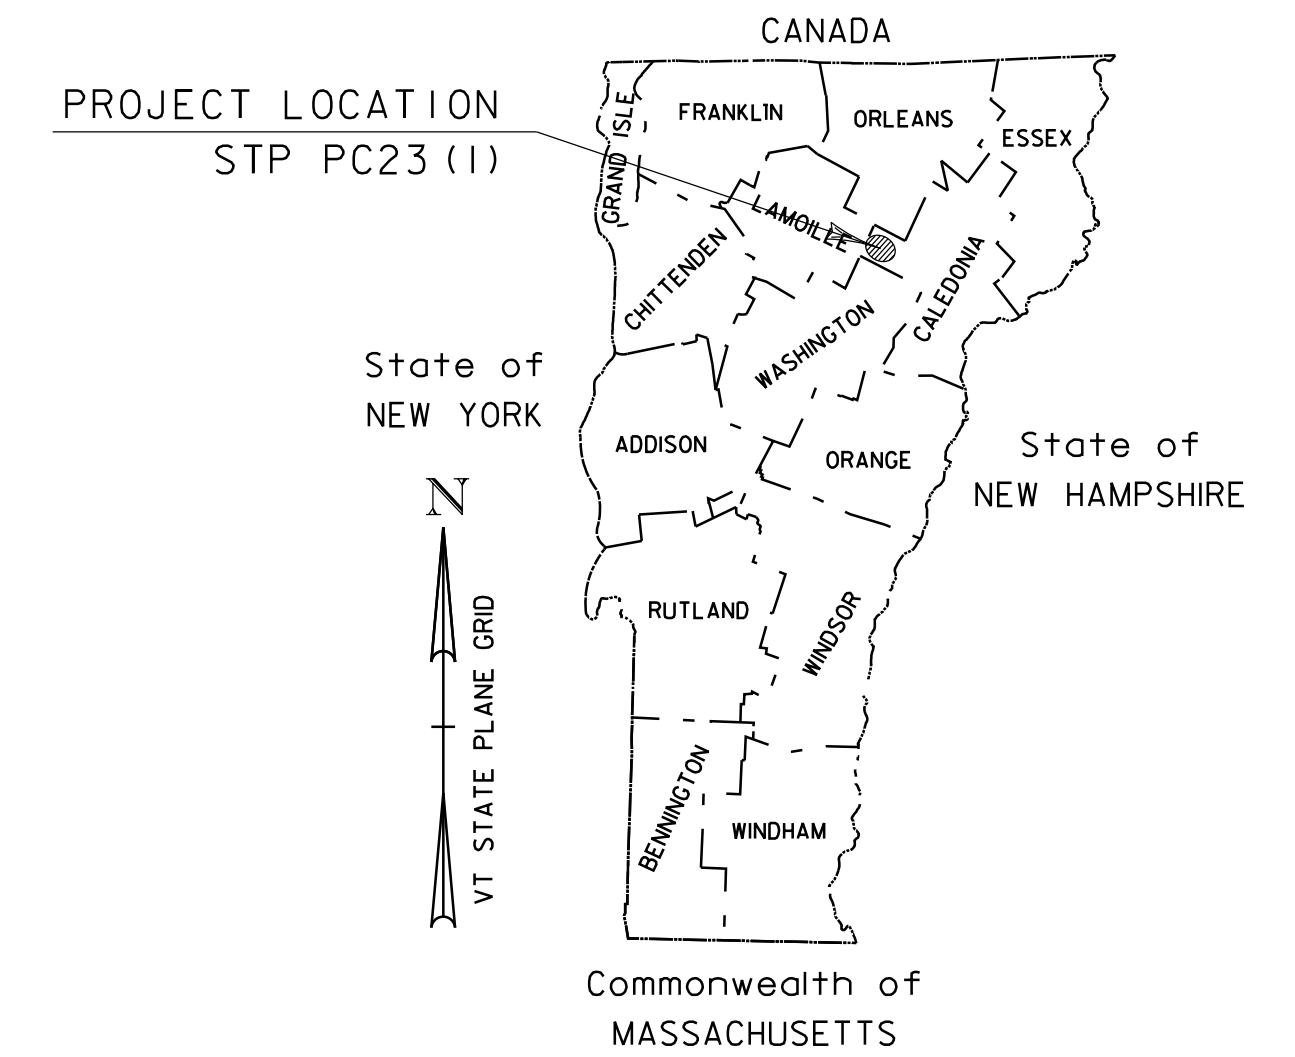 CANADA
PROJECT LOCATION
STP PC23(1)
GRAND ISLE
FRANKLIN
ORLEANS
ESSEX
LAMOILLE
CHITTENDEN
CALEDONIA
WASHINGTON
State of
NEW YORK
ADDISON
ORANGE
State of
NEW HAMPSHIRE
N
VT STATE PLANE GRID
RUTLAND
WINDSOR
BENNINGTON
WINDHAM
Commonwealth of
MASSACHUSETTS